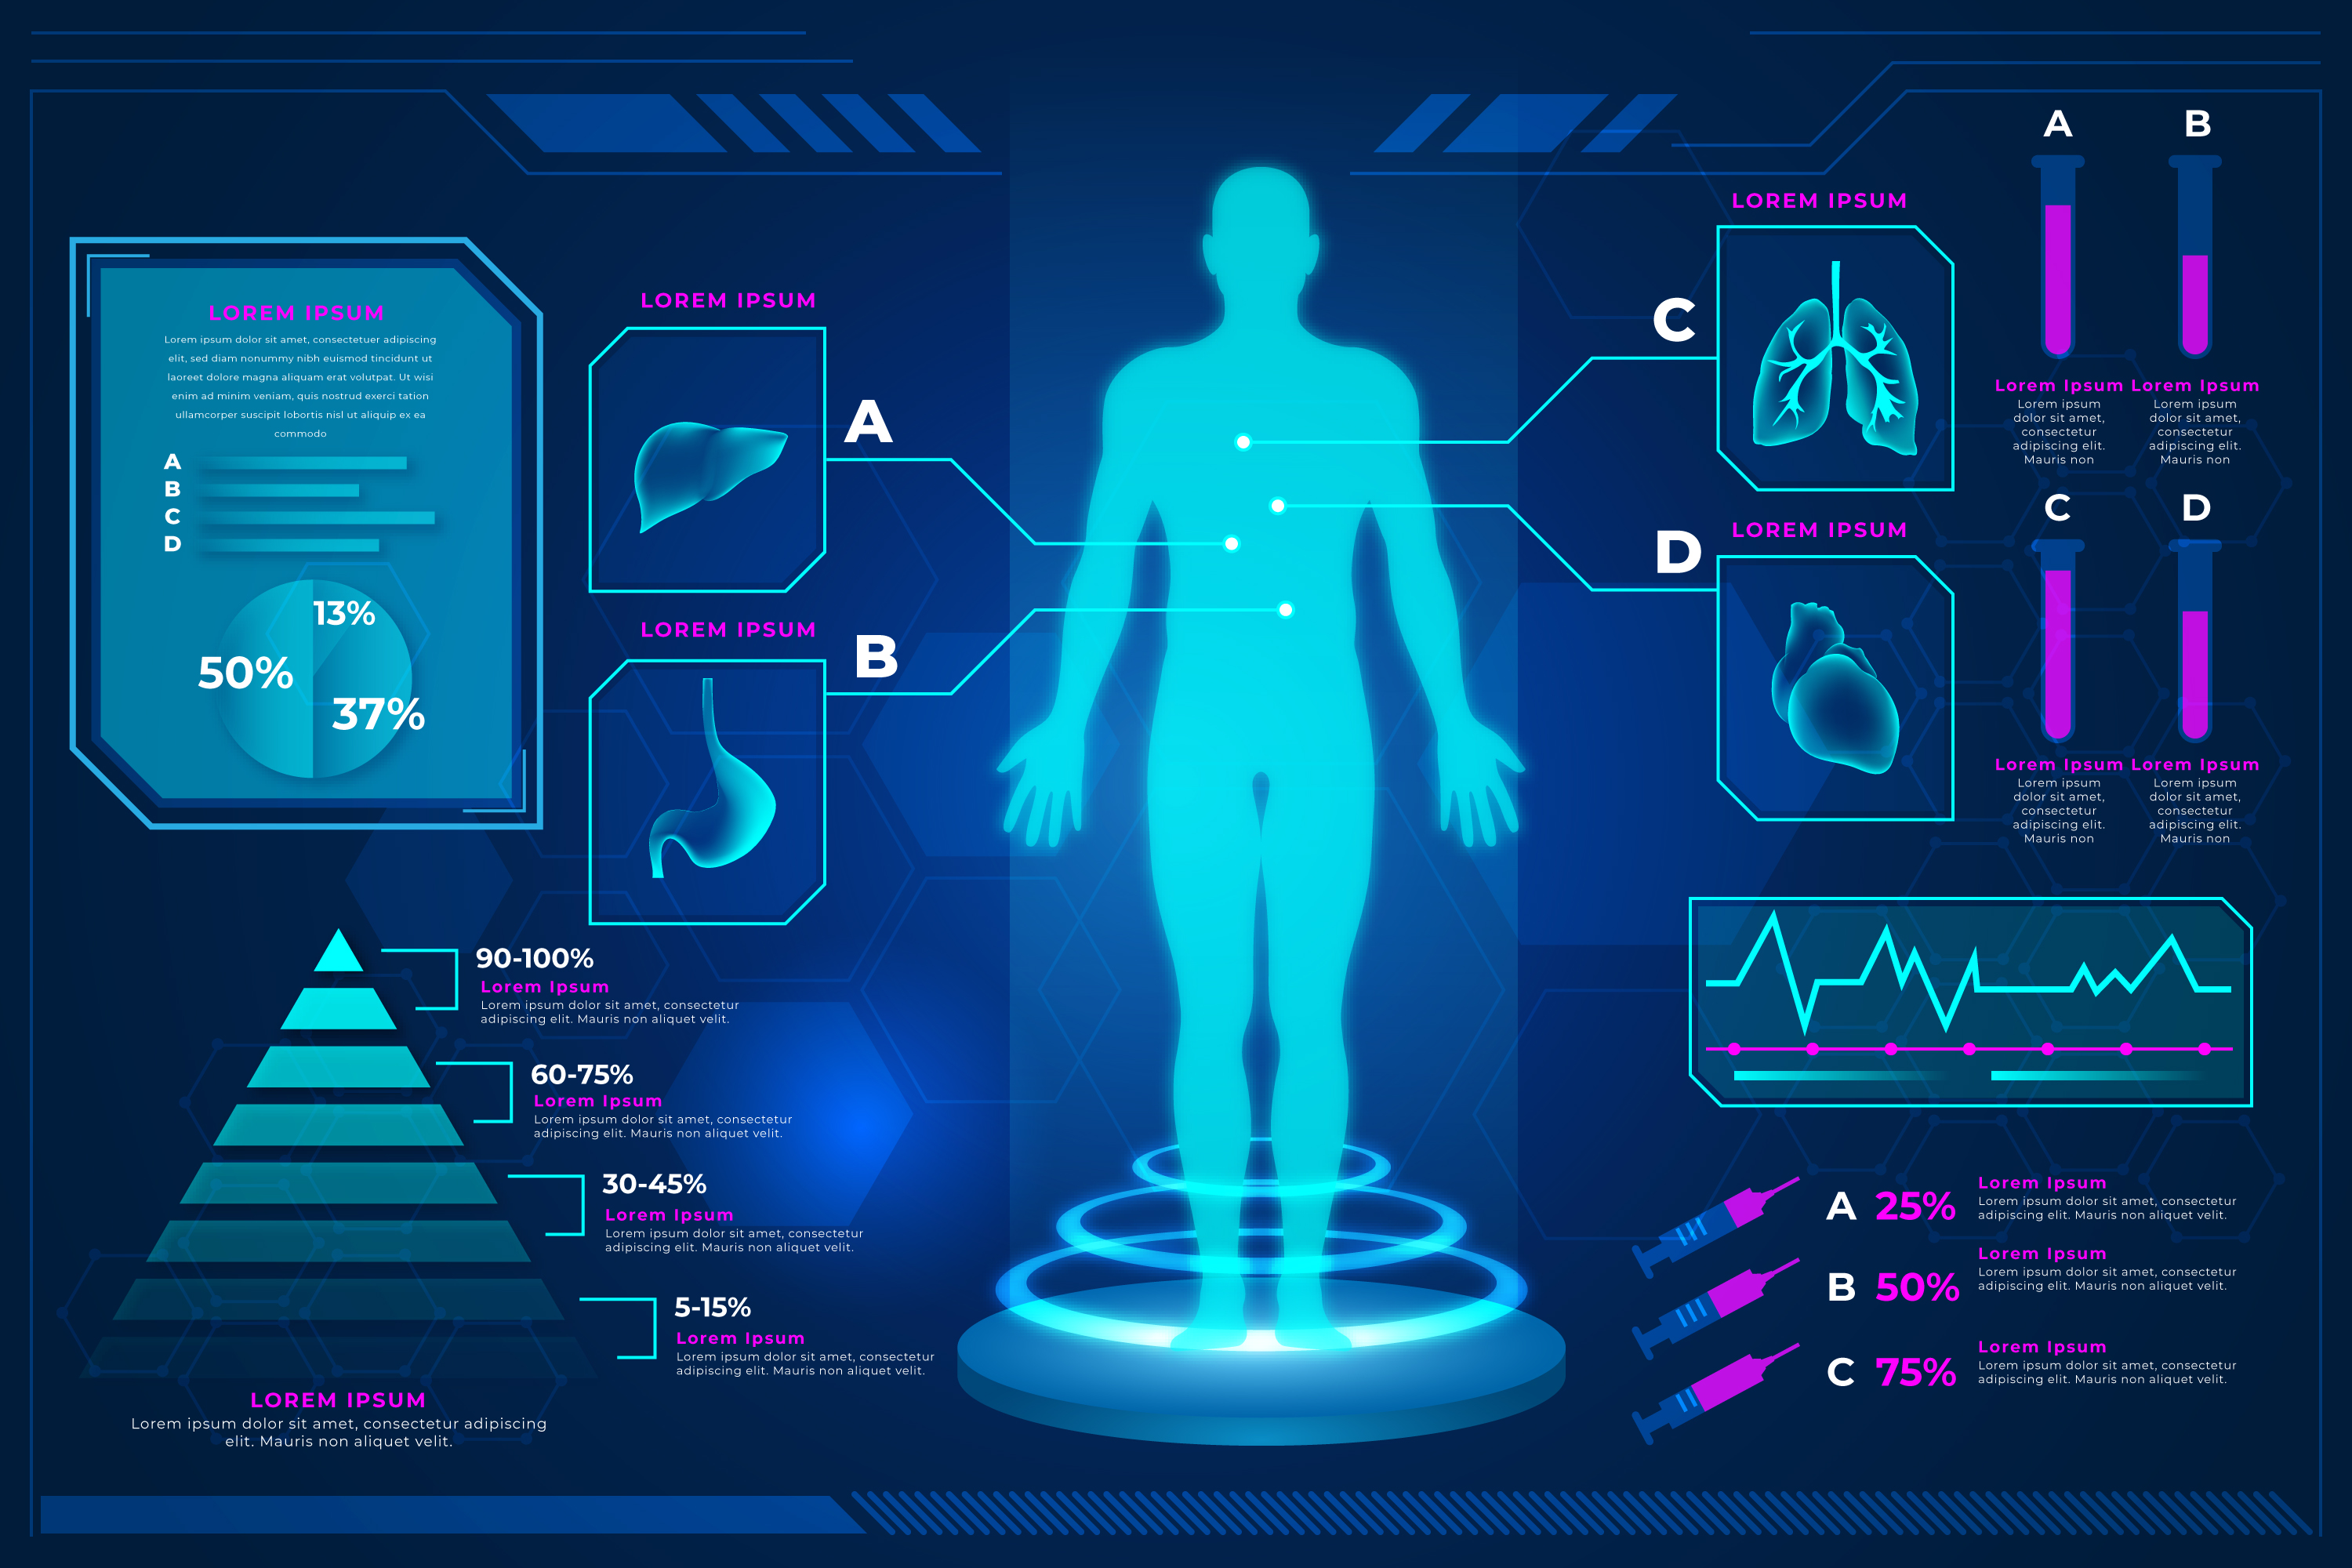 LOREM IPSUM
Lorem ipsum dolor sit amet, consectetuer adipiscing
elit, sed diam nonummy nibh euismod tincidunt ut
laoreet dolore magna aliquam erat volutpat. Ut wisi
enim ad minim veniam, quis nostrud exerci tation
ullamcorper suscipit lobortis nisl ut aliquip ex ea
commodo
A
B
C
D
13%
50%
37%
LOREM IPSUM
A
LOREM IPSUM
B
LOREM IPSUM
C
LOREM IPSUM
D
A
Lorem Ipsum
Lorem ipsum
dolor sit amet,
consectetur
adipiscing elit.
Mauris non
B
Lorem Ipsum
Lorem ipsum
dolor sit amet,
consectetur
adipiscing elit.
Mauris non
C
Lorem Ipsum
Lorem ipsum
dolor sit amet,
consectetur
adipiscing elit.
Mauris non
D
Lorem Ipsum
Lorem ipsum
dolor sit amet,
consectetur
adipiscing elit.
Mauris non
90-100%
Lorem Ipsum
Lorem ipsum dolor sit amet, consectetur
adipiscing elit. Mauris non aliquet velit.
60-75%
Lorem Ipsum
Lorem ipsum dolor sit amet, consectetur
adipiscing elit. Mauris non aliquet velit.
30-45%
Lorem Ipsum
Lorem ipsum dolor sit amet, consectetur
adipiscing elit. Mauris non aliquet velit.
5-15%
Lorem Ipsum
Lorem ipsum dolor sit amet, consectetur
adipiscing elit. Mauris non aliquet velit.
LOREM IPSUM
Lorem ipsum dolor sit amet, consectetur adipiscing
elit. Mauris non aliquet velit.
A 25%
Lorem Ipsum
Lorem ipsum dolor sit amet, consectetur
adipiscing elit. Mauris non aliquet velit.
B 50%
Lorem Ipsum
Lorem ipsum dolor sit amet, consectetur
adipiscing elit. Mauris non aliquet velit.
C 75%
Lorem Ipsum
Lorem ipsum dolor sit amet, consectetur
adipiscing elit. Mauris non aliquet velit.